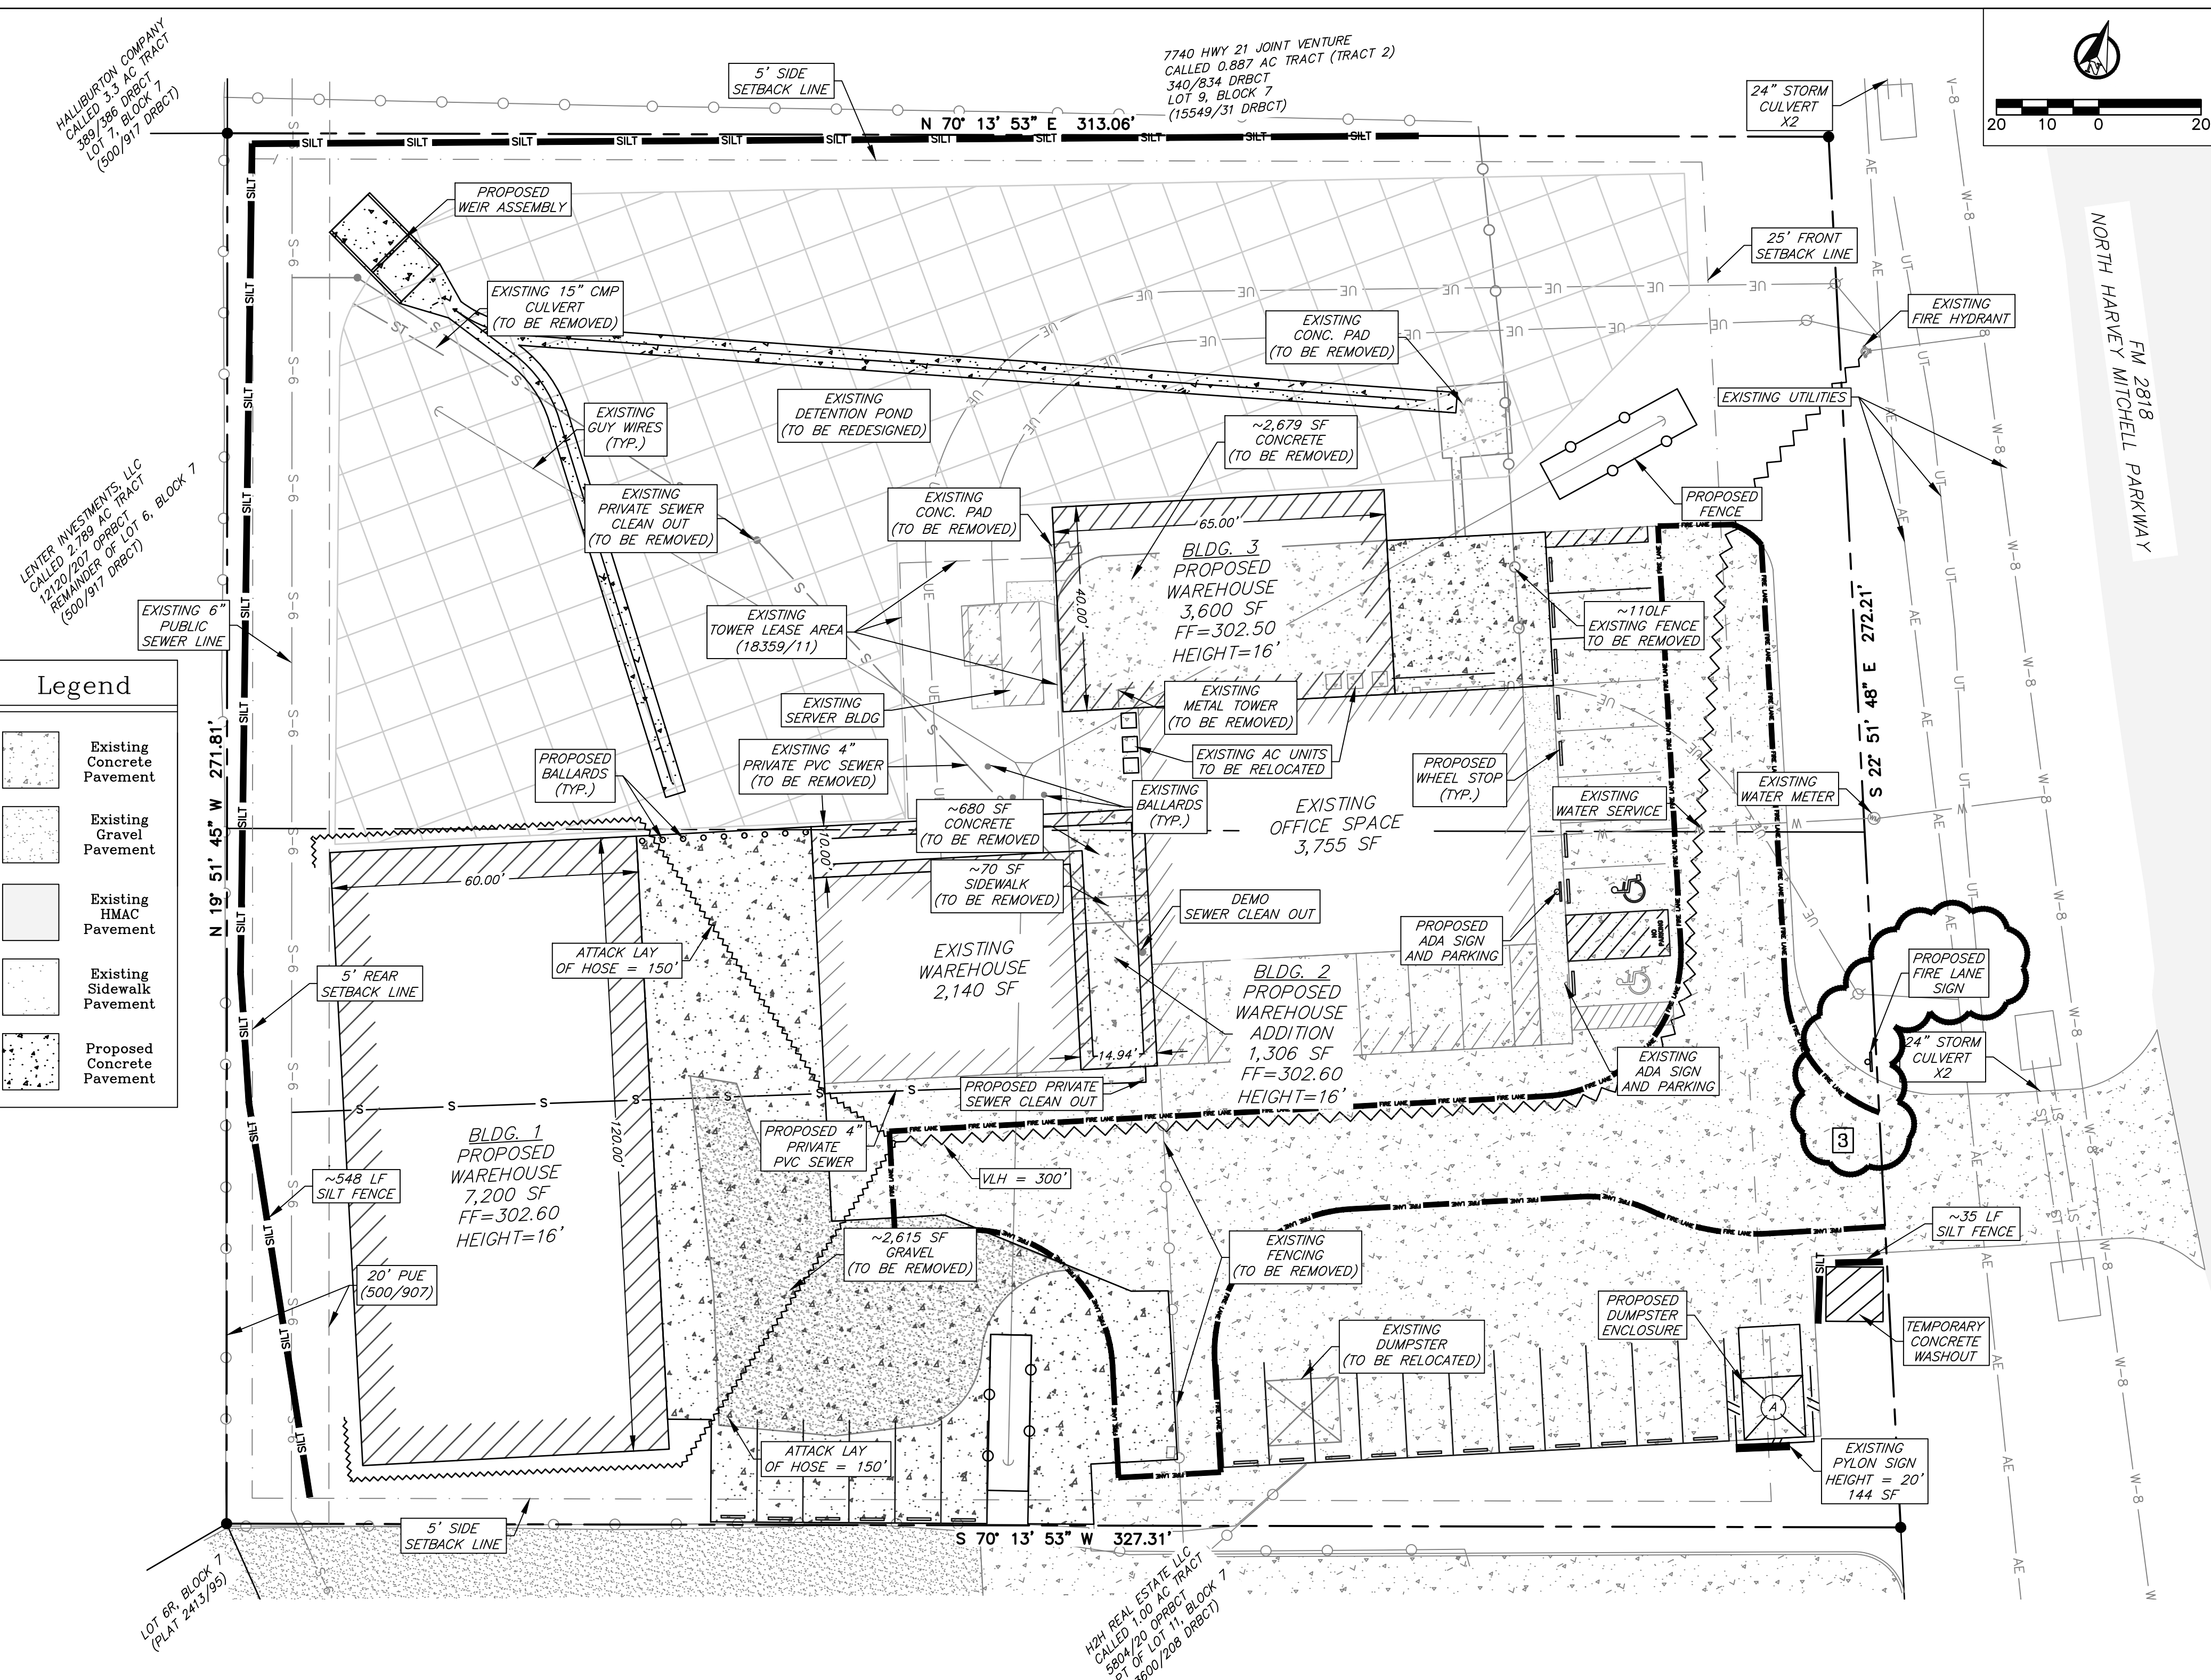 HALLIBURTON COMPANY
CALLED 3.3 AC TRACT
389/386 DRBCT
LOT 7, BLOCK 7
(500/917 DRBCT)
5' SIDE
SETBACK LINE
7740 HWY 21 JOINT VENTURE
CALLED 0.887 AC TRACT (TRACT 2)
340/834 DRBCT
LOT 9, BLOCK 7
(15549/31 DRBCT)
24" STORM
CULVERT
X2
N
20 10 0 20
N 70° 13' 53" E 313.06'
PROPOSED
WEIR ASSEMBLY
25' FRONT
SETBACK LINE
NORTH HARVEY MITCHELL PARKWAY
FM 2818
EXISTING 15" CMP
CULVERT
(TO BE REMOVED)
EXISTING
CONC. PAD
(TO BE REMOVED)
EXISTING
FIRE HYDRANT
EXISTING UTILITIES
EXISTING
GUY WIRES
(TYP.)
EXISTING
DETENTION POND
(TO BE REDESIGNED)
~2,679 SF
CONCRETE
(TO BE REMOVED)
LENTER INVESTMENTS, LLC
CALLED 2.789 AC TRACT
12120/207 OPRBCT
REMAINDER OF LOT 6, BLOCK 7
(500/917 DRBCT)
EXISTING
PRIVATE SEWER
CLEAN OUT
(TO BE REMOVED)
EXISTING
CONC. PAD
(TO BE REMOVED)
PROPOSED
FENCE
65.00'
40.00'
BLDG. 3
PROPOSED
WAREHOUSE
3,600 SF
FF=302.50
HEIGHT=16'
EXISTING 6"
PUBLIC
SEWER LINE
EXISTING
TOWER LEASE AREA
(18359/11)
~110LF
EXISTING FENCE
TO BE REMOVED
S 22° 51' 48" E 272.21'
Legend
Existing
Concrete
Pavement
Existing
Gravel
Pavement
Existing
HMAC
Pavement
Existing
Sidewalk
Pavement
Proposed
Concrete
Pavement
N 19° 51' 45" W 271.81'
EXISTING
SERVER BLDG
EXISTING
METAL TOWER
(TO BE REMOVED)
PROPOSED
BALLARDS
(TYP.)
EXISTING 4"
PRIVATE PVC SEWER
(TO BE REMOVED)
EXISTING AC UNITS
TO BE RELOCATED
PROPOSED
WHEEL STOP
(TYP.)
EXISTING
WATER SERVICE
EXISTING
WATER METER
~680 SF
CONCRETE
(TO BE REMOVED
EXISTING
BALLARDS
(TYP.)
EXISTING
OFFICE SPACE
3,755 SF
10.00'
60.00'
~70 SF
SIDEWALK
(TO BE REMOVED)
DEMO
SEWER CLEAN OUT
PROPOSED
ADA SIGN
AND PARKING
NO
PARKING
ATTACK LAY
OF HOSE = 150'
EXISTING
WAREHOUSE
2,140 SF
BLDG. 2
PROPOSED
WAREHOUSE
ADDITION
1,306 SF
FF=302.60
HEIGHT=16'
PROPOSED
FIRE LANE
SIGN
5' REAR
SETBACK LINE
14.94'
EXISTING
ADA SIGN
AND PARKING
24" STORM
CULVERT
X2
PROPOSED PRIVATE
SEWER CLEAN OUT
3
BLDG. 1
PROPOSED
WAREHOUSE
7,200 SF
FF=302.60
HEIGHT=16'
120.00'
PROPOSED 4"
PRIVATE
PVC SEWER
VLH = 300'
~548 LF
SILT FENCE
~2,615 SF
GRAVEL
(TO BE REMOVED)
EXISTING
FENCING
(TO BE REMOVED)
~35 LF
SILT FENCE
20' PUE
(500/907)
PROPOSED
DUMPSTER
ENCLOSURE
EXISTING
DUMPSTER
(TO BE RELOCATED)
TEMPORARY
CONCRETE
WASHOUT
A
ATTACK LAY
OF HOSE = 150'
EXISTING
PYLON SIGN
HEIGHT = 20'
144 SF
5' SIDE
SETBACK LINE
S 70° 13' 53" W 327.31'
LOT 6R, BLOCK 7
(PLAT 2413/95)
H2H REAL ESTATE LLC
CALLED 1.00 AC TRACT
5804/20 OPRBCT
PT OF LOT 11, BLOCK 7
3600/208 DRBCT)
SILT
FIRE LANE
S-6
W-8
AE
UT
UE
ST
S
W